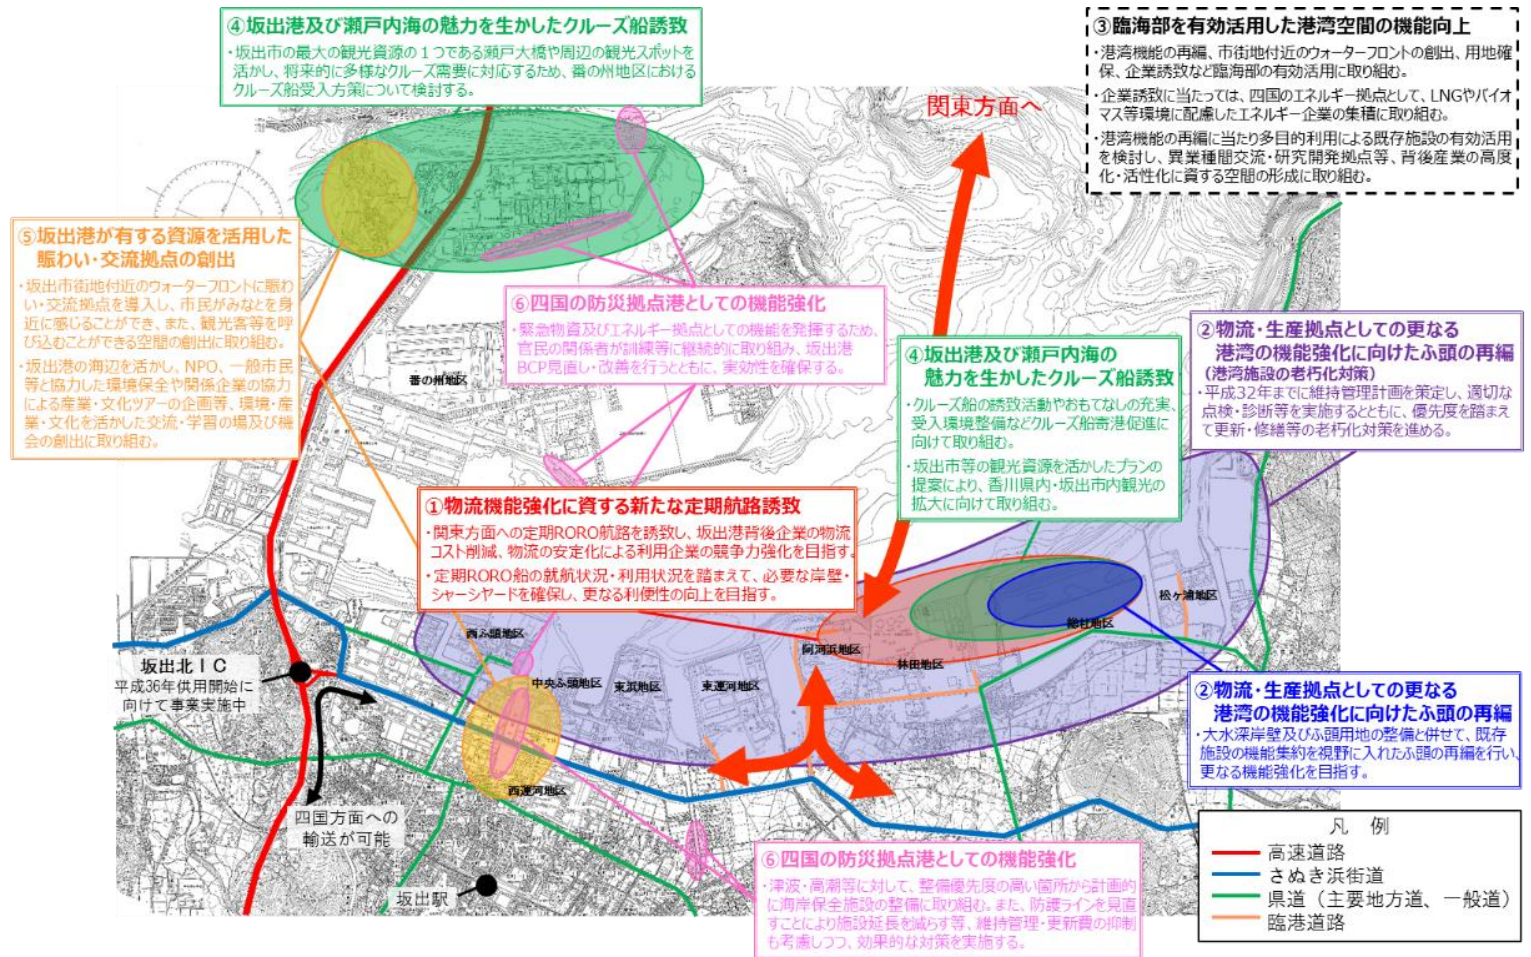 ④坂出港及び瀬戸内海の魅力を生かしたクルーズ船誘致
・坂出市の最大の観光資源の１つである瀬戸大橋や周辺の観光スポットを
活かし、将来的に多様なクルーズ需要に対応するため、番の州地区における
クルーズ船受入方策について検討する。
③臨海部を有効活用した港湾空間の機能向上
・港湾機能の再編、市街地付近のウォーターフロントの創出、用地確
保、企業誘致など臨海部の有効活用に取り組む。
・企業誘致に当たっては、四国のエネルギー拠点として、LNGやバイオ
マス等環境に配慮したエネルギー企業の集積に取り組む。
・港湾機能の再編に当たり多目的利用による既存施設の有効活用
を検討し、異業種間交流・研究開発拠点等、背後産業の高度
化・活性化に資する空間の形成に取り組む。
関東方面へ
⑤坂出港が有する資源を活用した
賑わい・交流拠点の創出
・坂出市街地付近のウォーターフロントに賑わ
い・交流拠点を導入し、市民がみなとを身
近に感じることができ、また、観光客等を呼
び込むことができる空間の創出に取り組む。
・坂出港の海辺を活かし、NPO、一般市民
等と協力した環境保全や関係企業の協力
による産業・文化ツアーの企画等、環境・産
業・文化を活かした交流・学習の場及び機
会の創出に取り組む。
⑥四国の防災拠点港としての機能強化
・緊急物資及びエネルギー拠点としての機能を発揮するため、
官民の関係者が訓練等に継続的に取り組み、坂出港
BCP見直し・改善を行うとともに、実効性を確保する。
番の州地区
④坂出港及び瀬戸内海の
魅力を生かしたクルーズ船誘致
・クルーズ船の誘致活動やおもてなしの充実、
受入環境整備などクルーズ船寄港促進に
向けて取り組む。
・坂出市等の観光資源を活かしたプランの
提案により、香川県内・坂出市内観光の
拡大に向けて取り組む。
②物流・生産拠点としての更なる
港湾の機能強化に向けたふ頭の再編
(港湾施設の老朽化対策)
・平成32年までに維持管理計画を策定し、適切な
点検・診断等を実施するとともに、優先度を踏まえ
て更新・修繕等の老朽化対策を進める。
①物流機能強化に資する新たな定期航路誘致
・関東方面への定期RORO航路を誘致し、坂出港背後企業の物流
コスト削減、物流の安定化による利用企業の競争力強化を目指す。
・定期RORO船の就航状況・利用状況を踏まえて、必要な岸壁・
シャーシヤードを確保し、更なる利便性の向上を目指す。
松ヶ浦地区
総社地区
西ふ頭地区
阿河浜地区
林田地区
中央ふ頭地区
東浜地区
東運河地区
西運河地区
坂出北ＩＣ
平成36年供用開始に
向けて事業実施中
四国方面への
輸送が可能
坂出駅
②物流・生産拠点としての更なる
港湾の機能強化に向けたふ頭の再編
・大水深岸壁及びふ頭用地の整備と併せて、既存
施設の機能集約を視野に入れたふ頭の再編を行い、
更なる機能強化を目指す。
⑥四国の防災拠点港としての機能強化
・津波・高潮等に対して、整備優先度の高い箇所から計画的
に海岸保全施設の整備に取り組む。また、防護ラインを見直
すことにより施設延長を減らす等、維持管理・更新費の抑制
も考慮しつつ、効果的な対策を実施する。
凡　例
高速道路
さぬき浜街道
県道（主要地方道、一般道）
臨港道路